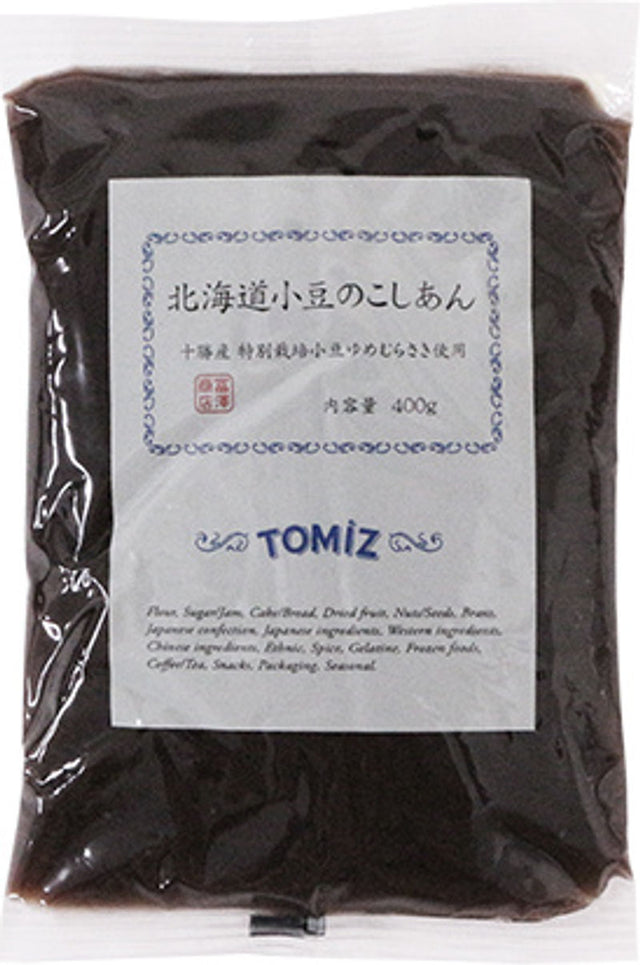 北海道小豆のこしあん
十勝産 特別栽培小豆ゆめむらさき使用
富澤商店
内容量 400g
TOMIZ
Flour, Sugar/Jam, Cake/Bread, Dried fruit, Nuts/Seeds, Beans,
Japanese confection, Japanese ingredients, Western ingredients,
Chinese ingredients, Ethnic, Spice, Gelatine, Frozen foods,
Coffee/Tea, Snacks, Packaging, Seasonal.